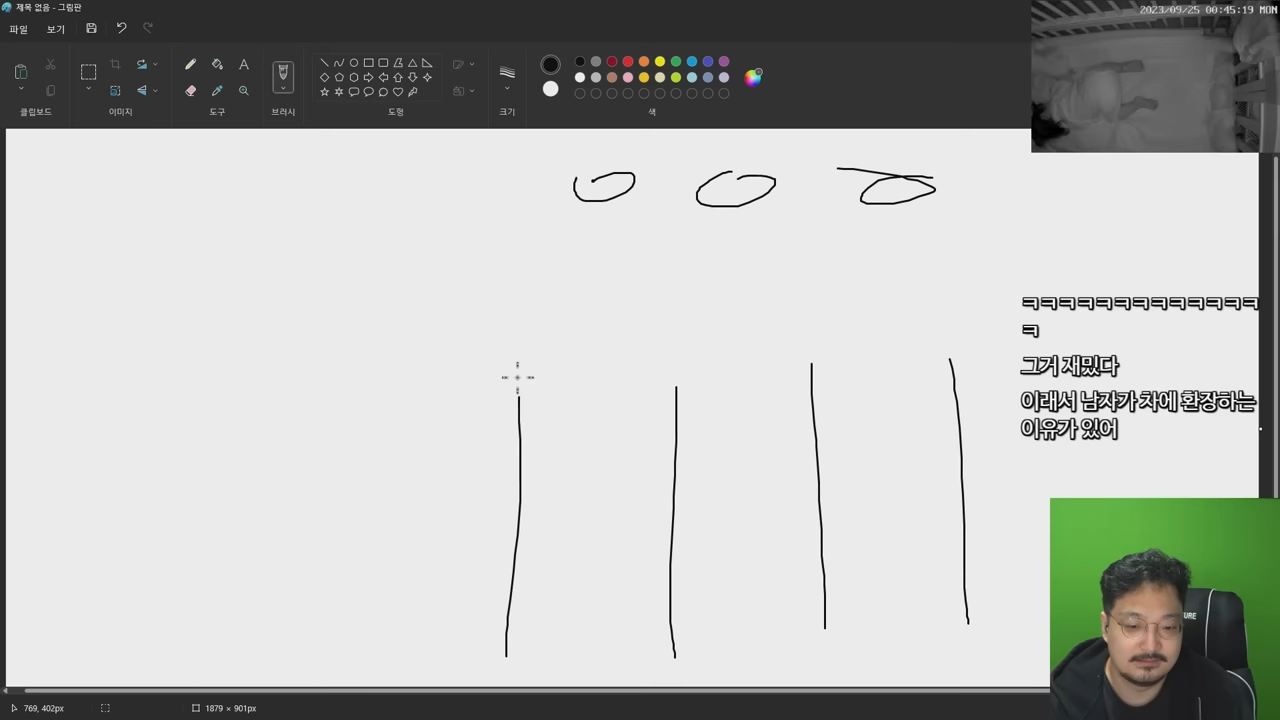 제목 없음 - 그림판
2023/09/25 00:45:19 MON
파일 보기
클립보드 이미지 도구 브러시 도형 크기 색
ㅋㅋㅋㅋㅋㅋㅋㅋㅋㅋㅋㅋㅋ
ㅋ
그거 재밌다
이래서 남자가 차에 환장하는
이유가 있어
769, 402px
1879 × 901px